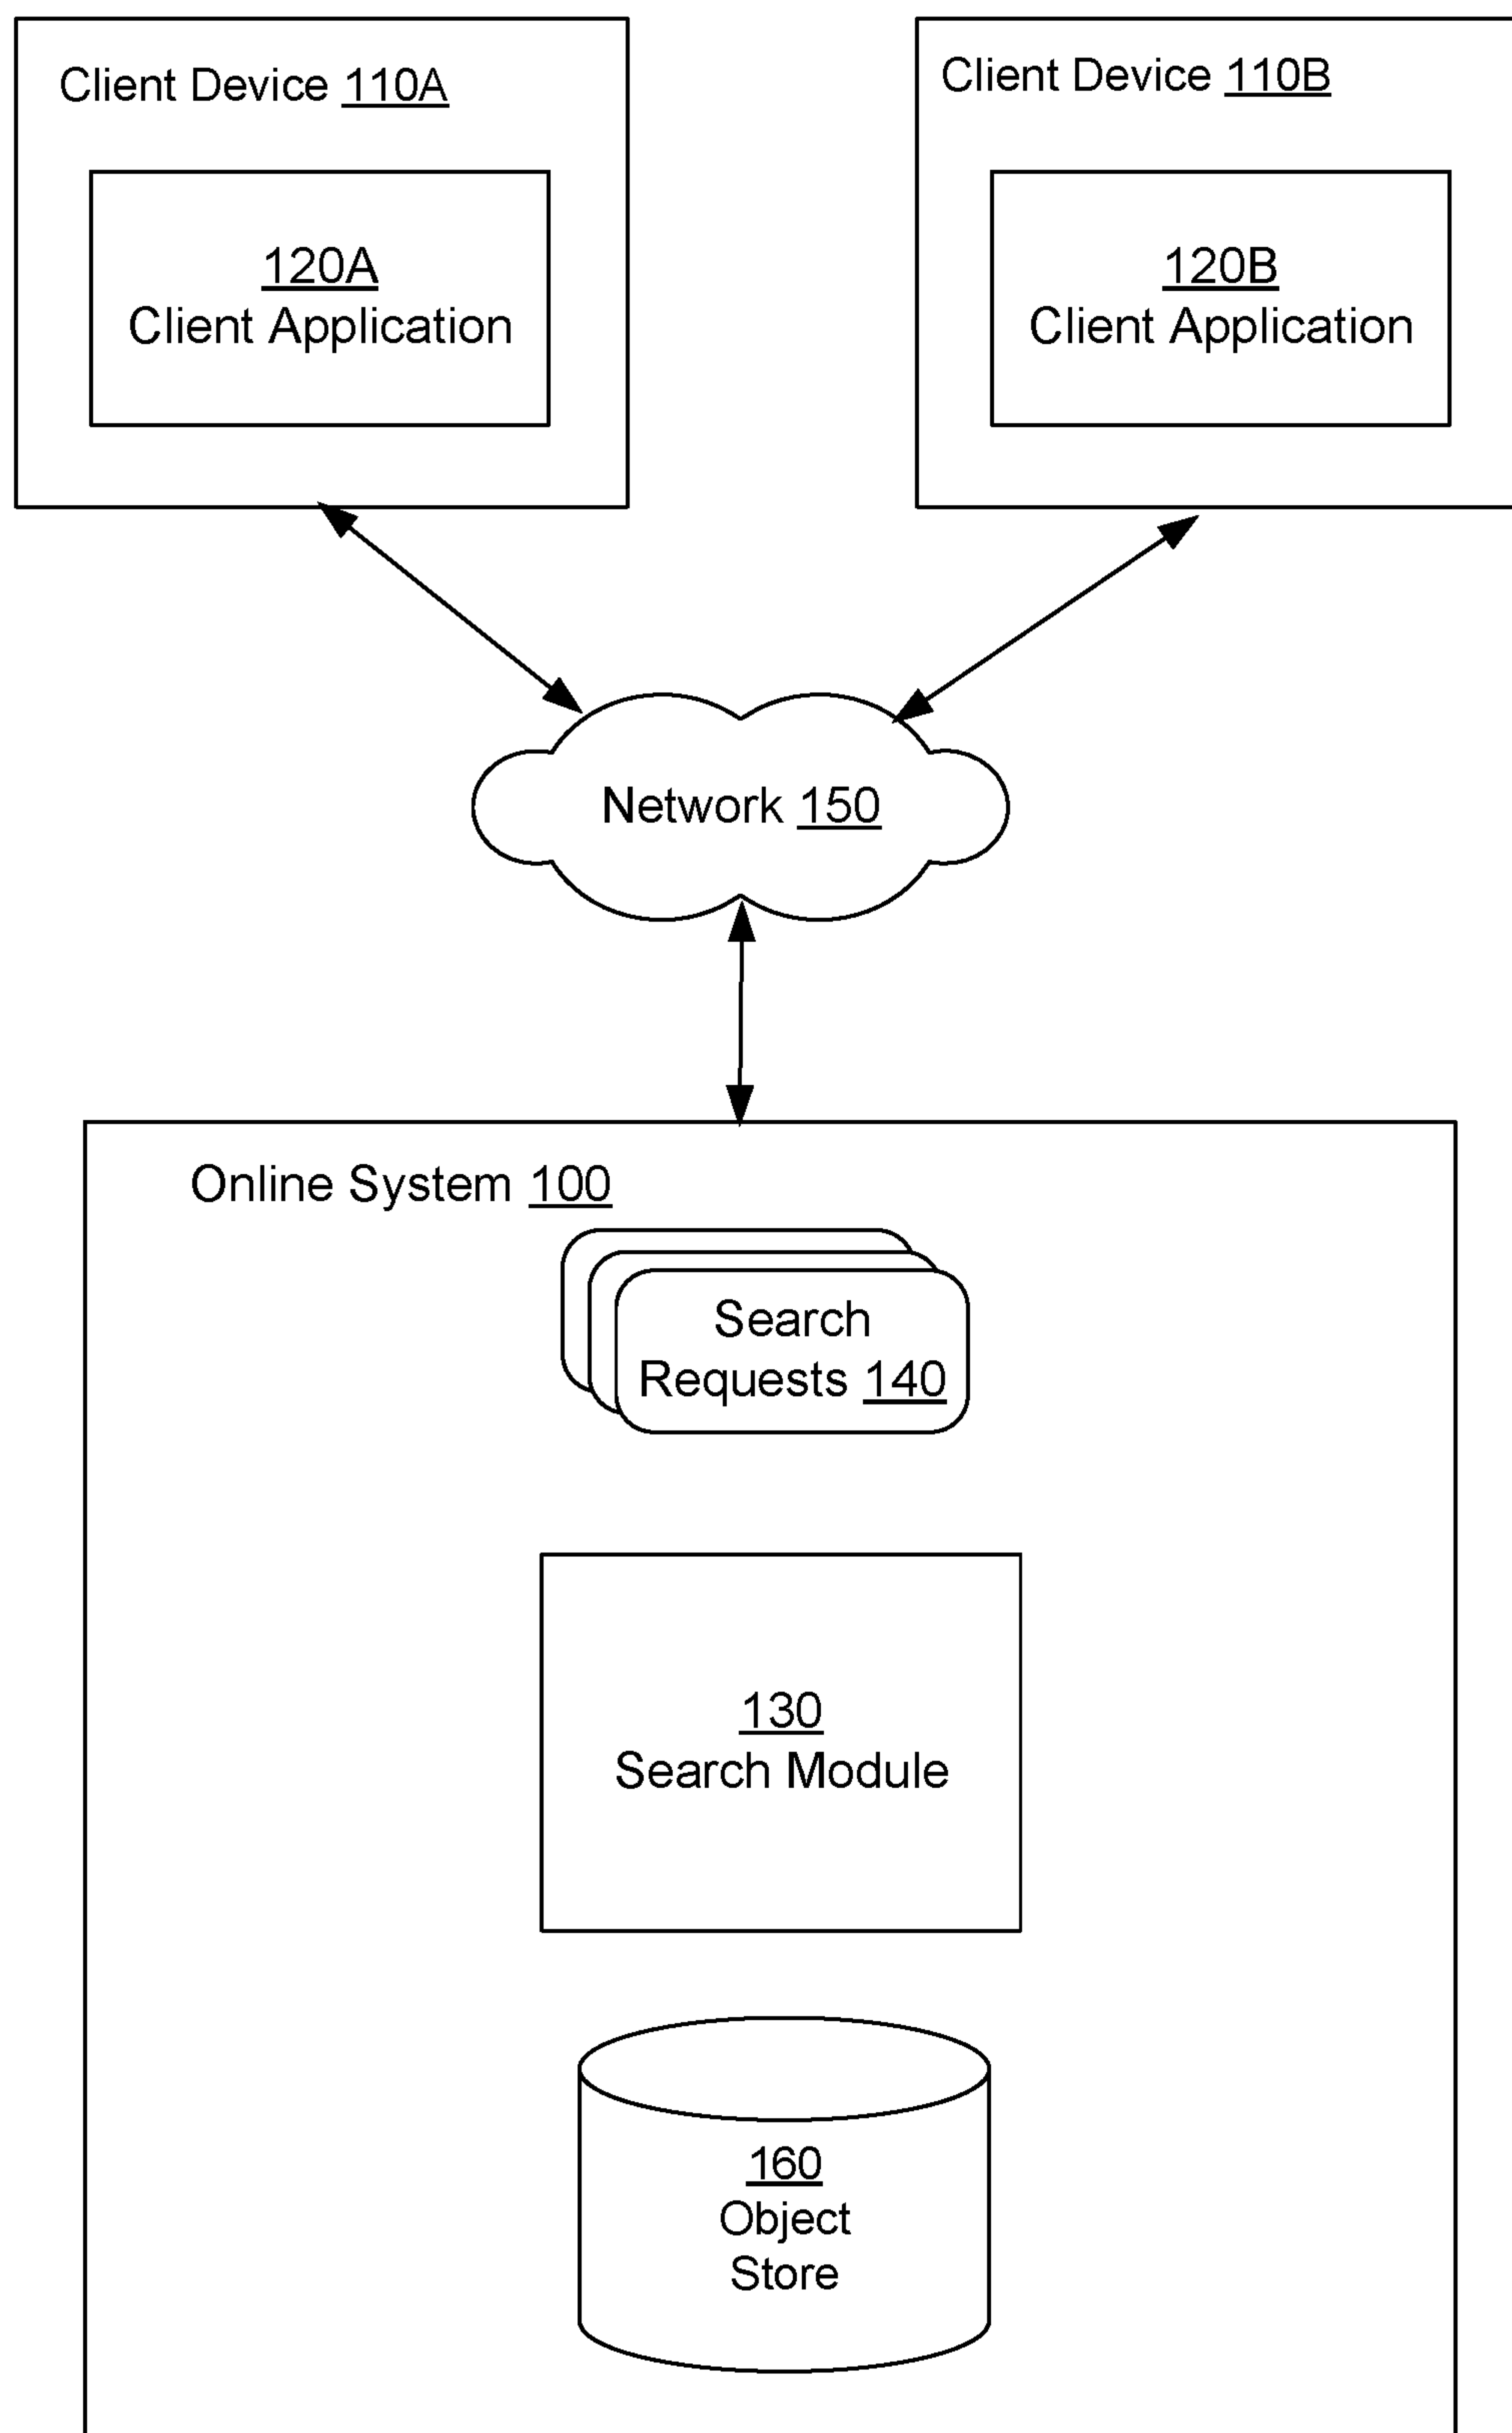 Client Device 110A
Client Device 110B
120A
Client Application
120B
Client Application
Network 150
Online System 100
Search
Requests 140
130
Search Module
160
Object
Store